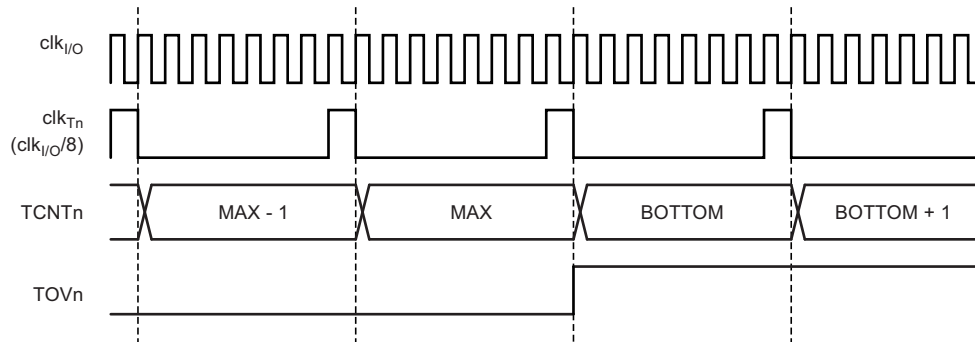 clkI/O
clkTn
(clkI/O/8)
TCNTn
MAX - 1
MAX
BOTTOM
BOTTOM + 1
TOVn